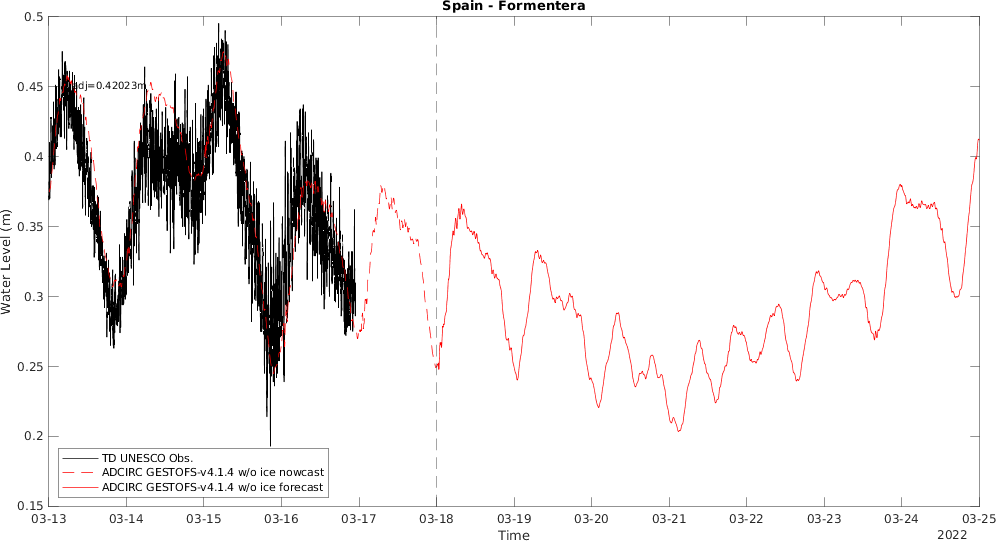 Spain - Formentera
0.5
0.45
0.4
0.35
0.3
0.25
0.2
0.15
Water Level (m)
adj=0.42023m
TD UNESCO Obs.
ADCIRC GESTOFS-v4.1.4 w/o ice nowcast
ADCIRC GESTOFS-v4.1.4 w/o ice forecast
03-13 03-14 03-15 03-16 03-17 03-18 03-19 03-20 03-21 03-22 03-23 03-24 03-25
Time
2022